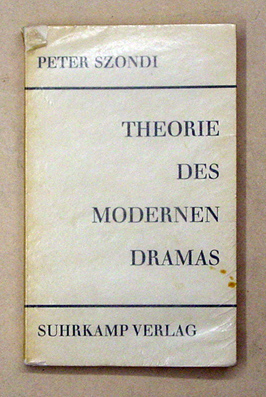 PETER SZONDI
THEORIE
DES
MODERNEN
DRAMAS
SUHRKAMP VERLAG